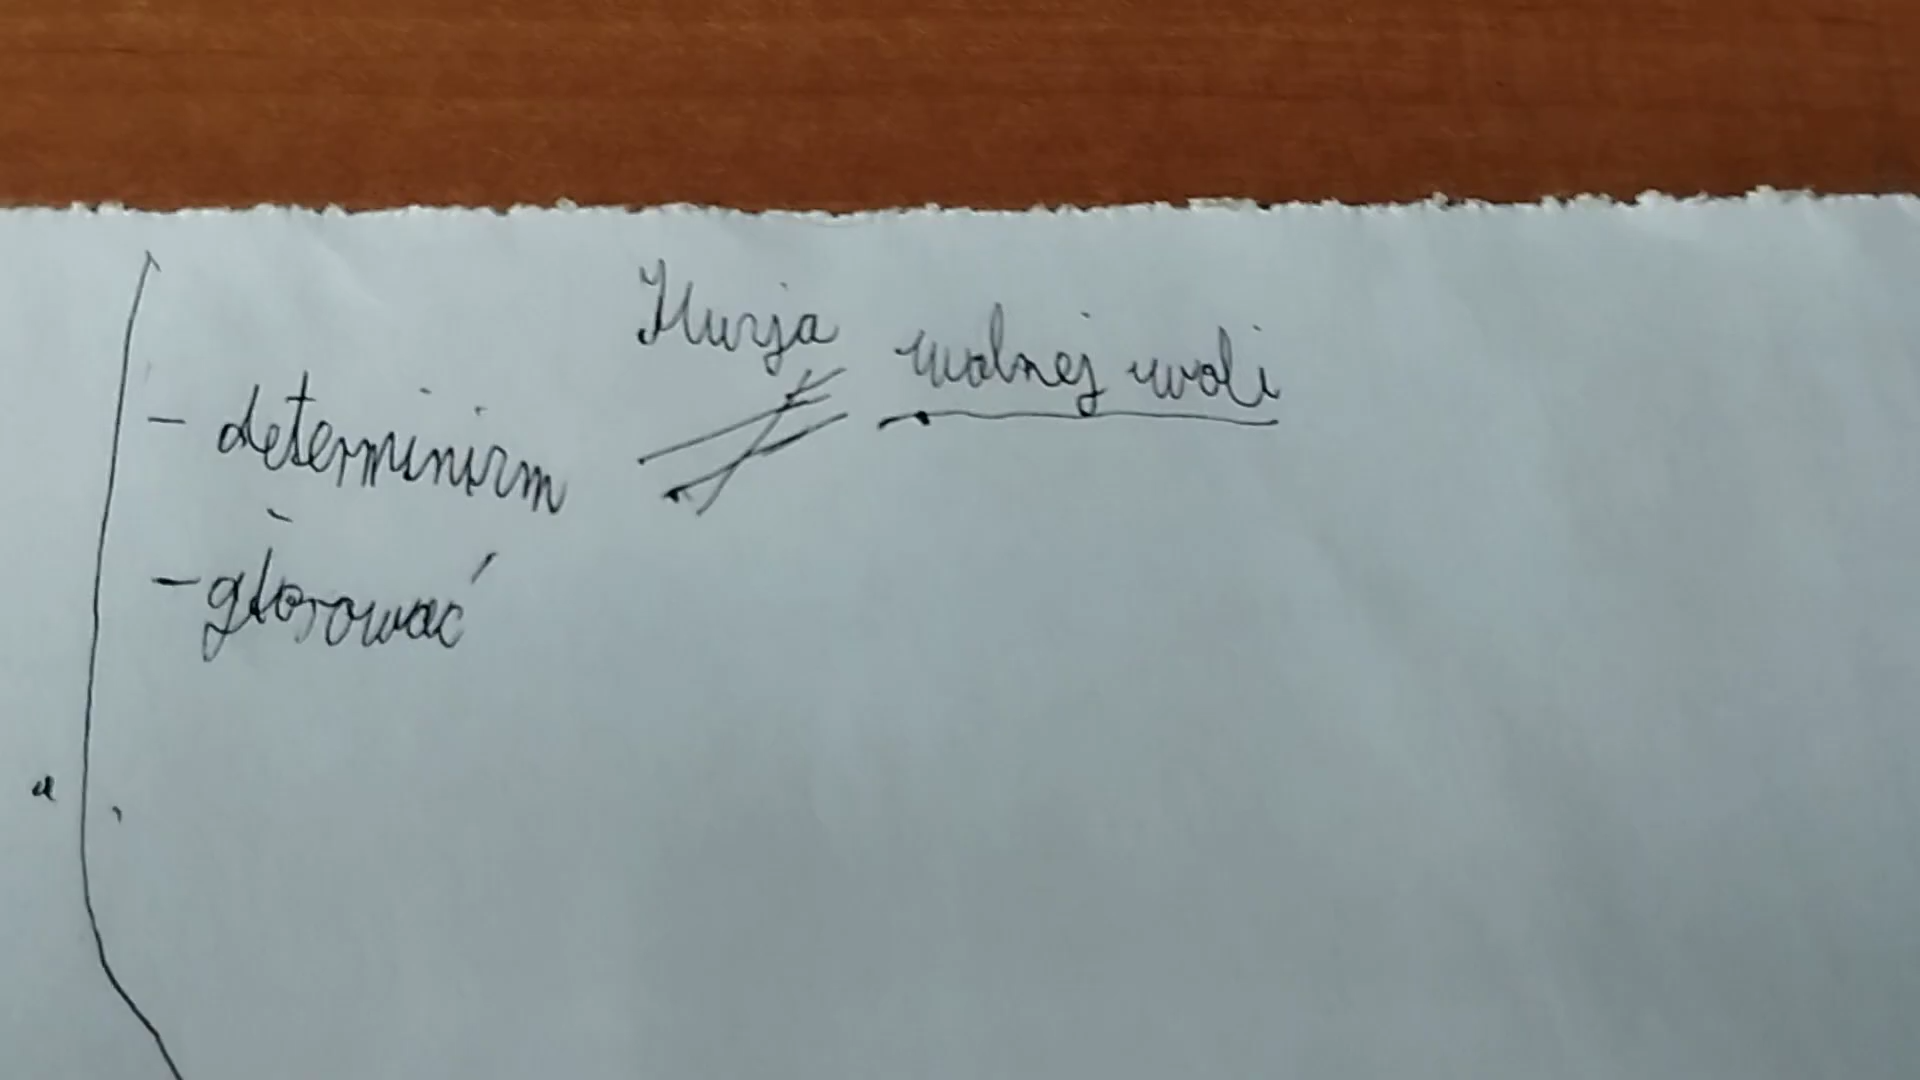 Iluzja wolnej woli
- determinizm
- głosować